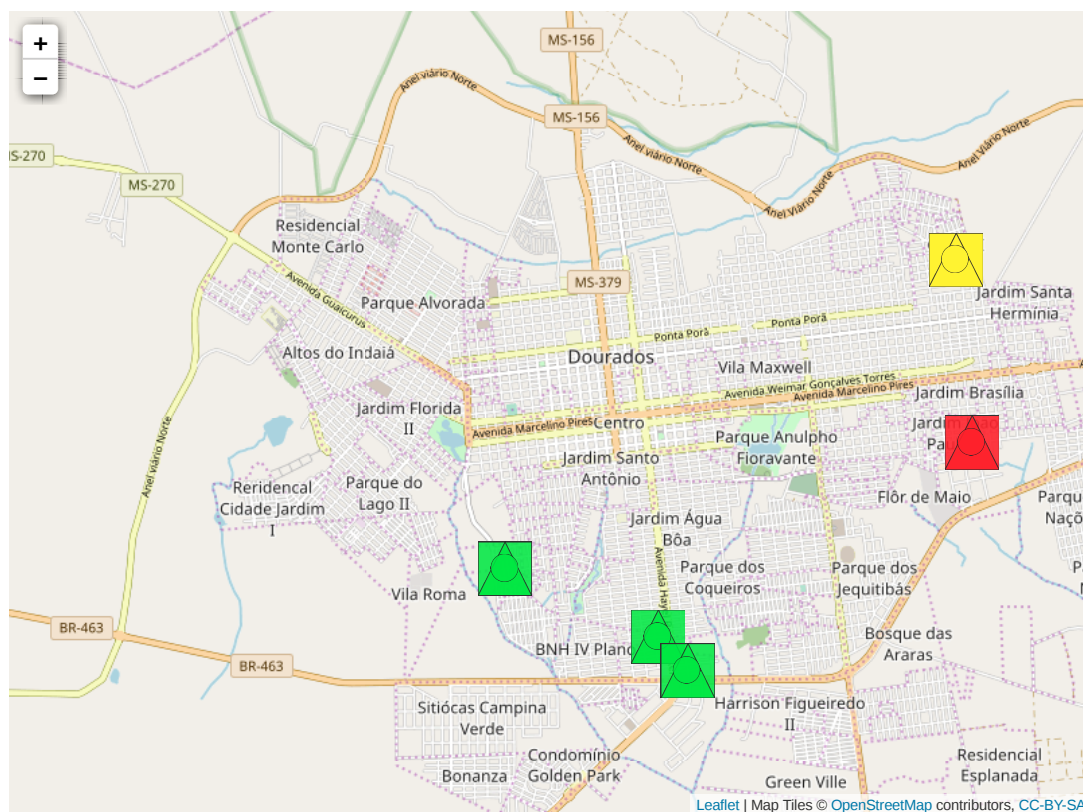 MS-156
+
−
Anel viário Norte
MS-156
Anel viário Norte
Anel viário Norte
MS-270
MS-270
Anel Viário Norte
Residencial
Monte Carlo
MS-379
Avenida Guaicurus
Parque Alvorada
Jardim Santa
Hermínia
Ponta Porã
Ponta Porã
Altos do Indaiá
Dourados
Vila Maxwell
Avenida Weimar Gonçalves Torres
Avenida Marcelino Pires
Jardim Brasília
Jardim Florida
II
Avenida Marcelino Pires
Centro
Jardim
Parque Anulpho
Fioravante
Anel viário Norte
Jardim Santo
Antônio
Reridencal
Cidade Jardim
I
Parque do
Lago II
Flôr de Maio
Parqu
Naçõ
Jardim Água
Bôa
Avenida Hay
Parque dos
Coqueiros
Parque dos
Jequitibás
Vila Roma
BR-463
BNH IV Plano
Bosque das
Araras
BR-463
Sitiócas Campina
Verde
Harrison Figueiredo
II
Condomínio
Golden Park
Bonanza
Green Ville
Residencial
Esplanada
Leaflet | Map Tiles © OpenStreetMap contributors, CC-BY-SA